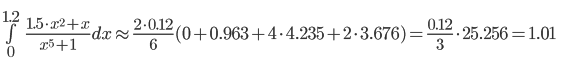 ∫₀^1.2 (1.5·x²+x)/(x⁵+1) dx ≈ (2·0.12)/6 (0+0.963+4·4.235+2·3.676) = 0.12/3 · 25.256 = 1.01